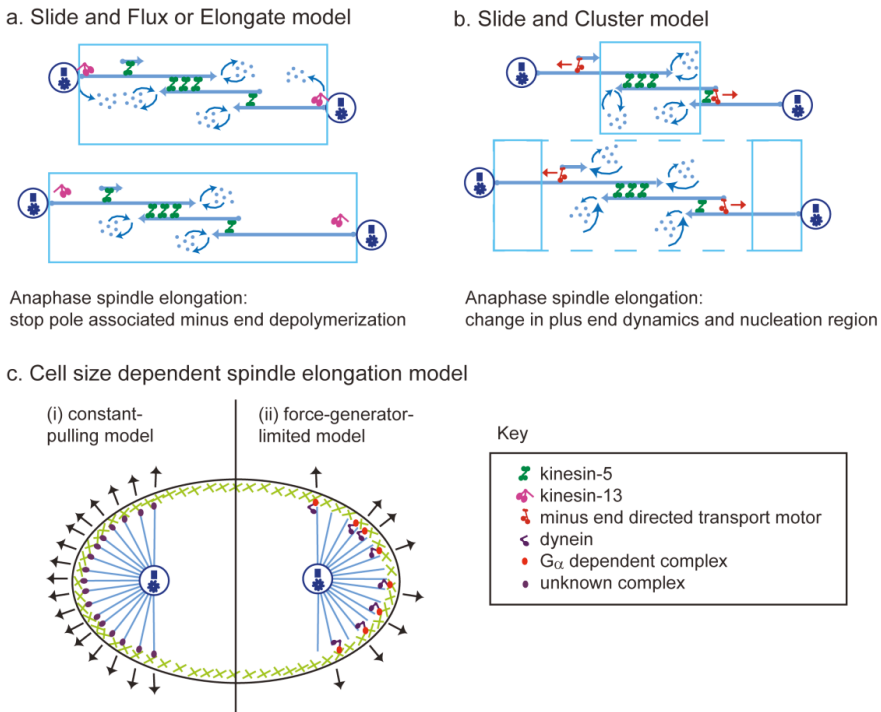 a. Slide and Flux or Elongate model
Anaphase spindle elongation:
stop pole associated minus end depolymerization
b. Slide and Cluster model
Anaphase spindle elongation:
change in plus end dynamics and nucleation region
c. Cell size dependent spindle elongation model
(i) constant-
pulling model
(ii) force-generator-
limited model
Key
kinesin-5
kinesin-13
minus end directed transport motor
dynein
Gα dependent complex
unknown complex